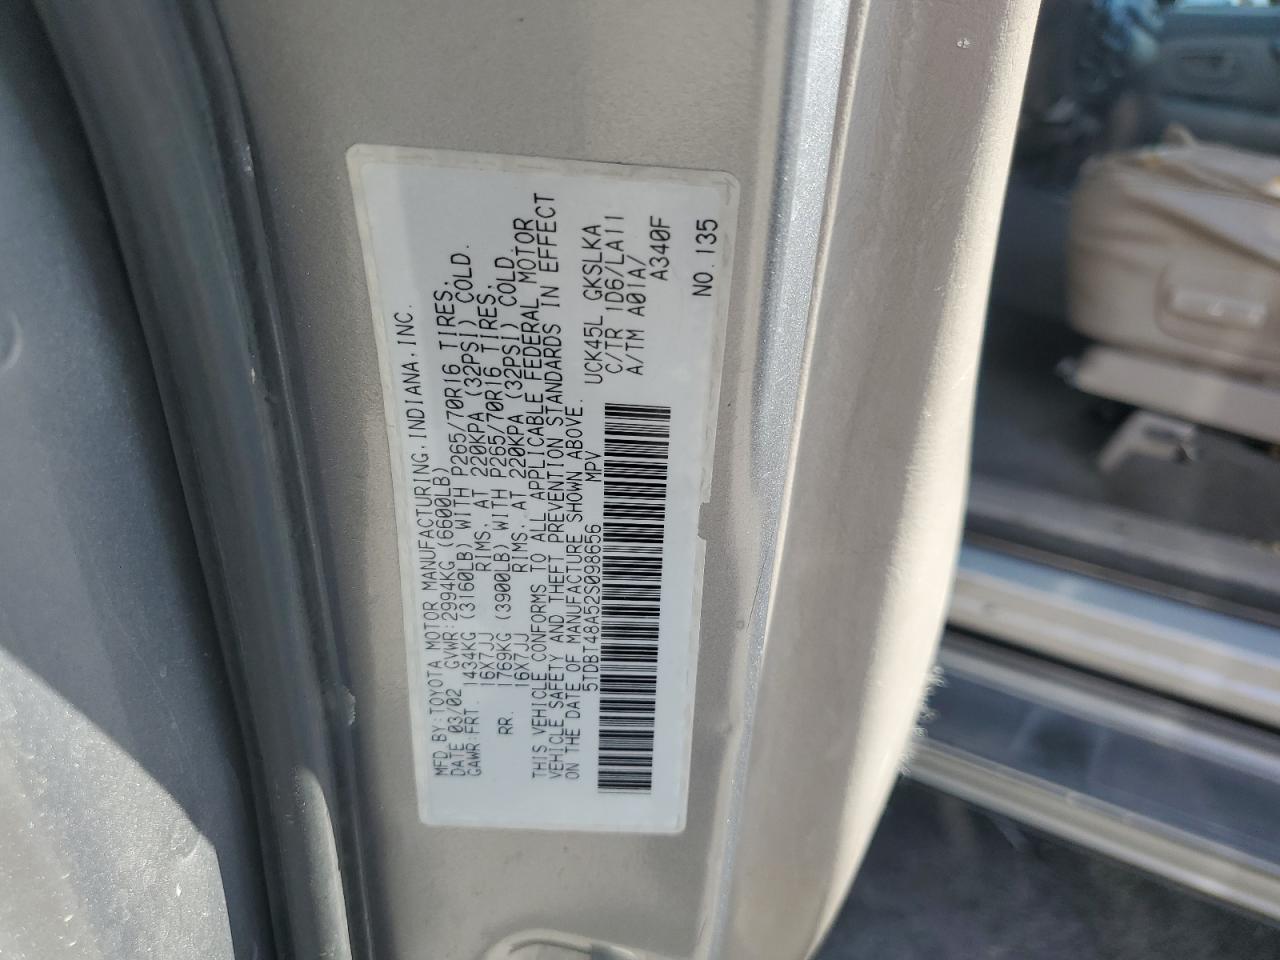 MFD BY:TOYOTA MOTOR MANUFACTURING,INDIANA,INC.
DATE 03/02 GVWR:2994KG (6600LB)
GAWR:FRT. 1434KG (3160LB) WITH P265/70R16 TIRES,
16X7JJ RIMS, AT 220KPA (32PSI) COLD.
RR. 1769KG (3900LB) WITH P265/70R16 TIRES,
16X7JJ RIMS, AT 220KPA (32PSI) COLD.
THIS VEHICLE CONFORMS TO ALL APPLICABLE FEDERAL MOTOR
VEHICLE SAFETY AND THEFT PREVENTION STANDARDS IN EFFECT
ON THE DATE OF MANUFACTURE SHOWN ABOVE.
5TDBT48A52S098656 MPV
UCK45L GKSLKA
C/TR 1D6/LA11
A/TM A01A/
A340F
NO.135